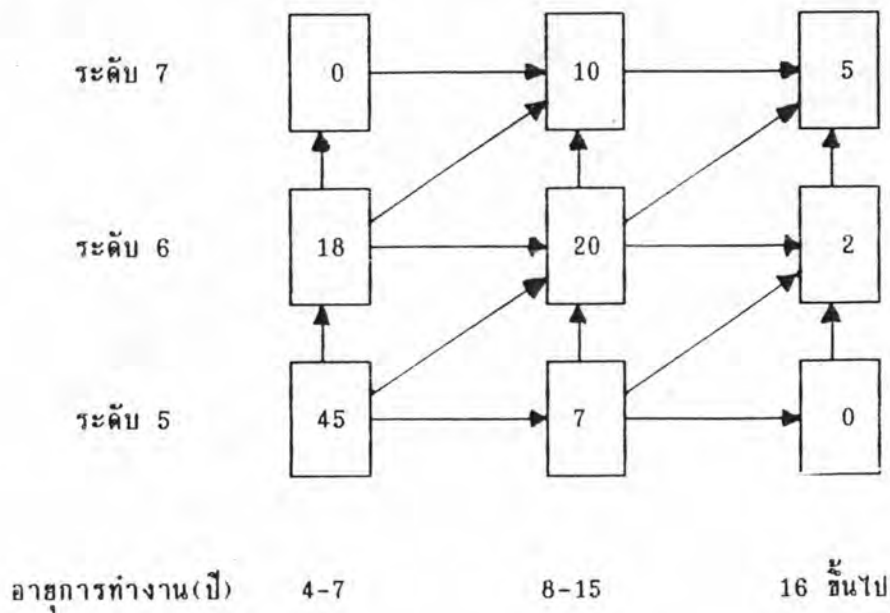 ระดับ 7 0 10 5
ระดับ 6 18 20 2
ระดับ 5 45 7 0
อายุการทำงาน(ปี) 4-7 8-15 16 ขึ้นไป